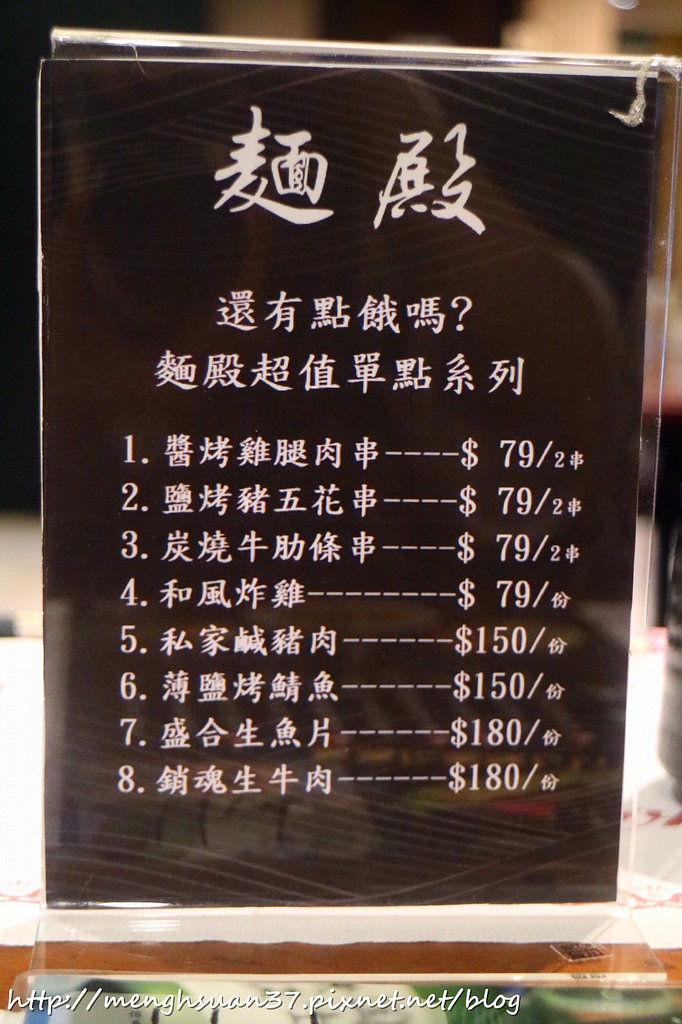 麵殿
還有點餓嗎?
麵殿超值單點系列
1. 醬烤雞腿肉串----$ 79/2串
2. 鹽烤豬五花串----$ 79/2串
3. 炭燒牛肋條串----$ 79/2串
4. 和風炸雞--------$ 79/份
5. 私家鹹豬肉------$150/份
6. 薄鹽烤鯖魚------$150/份
7. 盛合生魚片------$180/份
8. 銷魂生牛肉------$180/份
http://menghsuan37.pixnet.net/blog